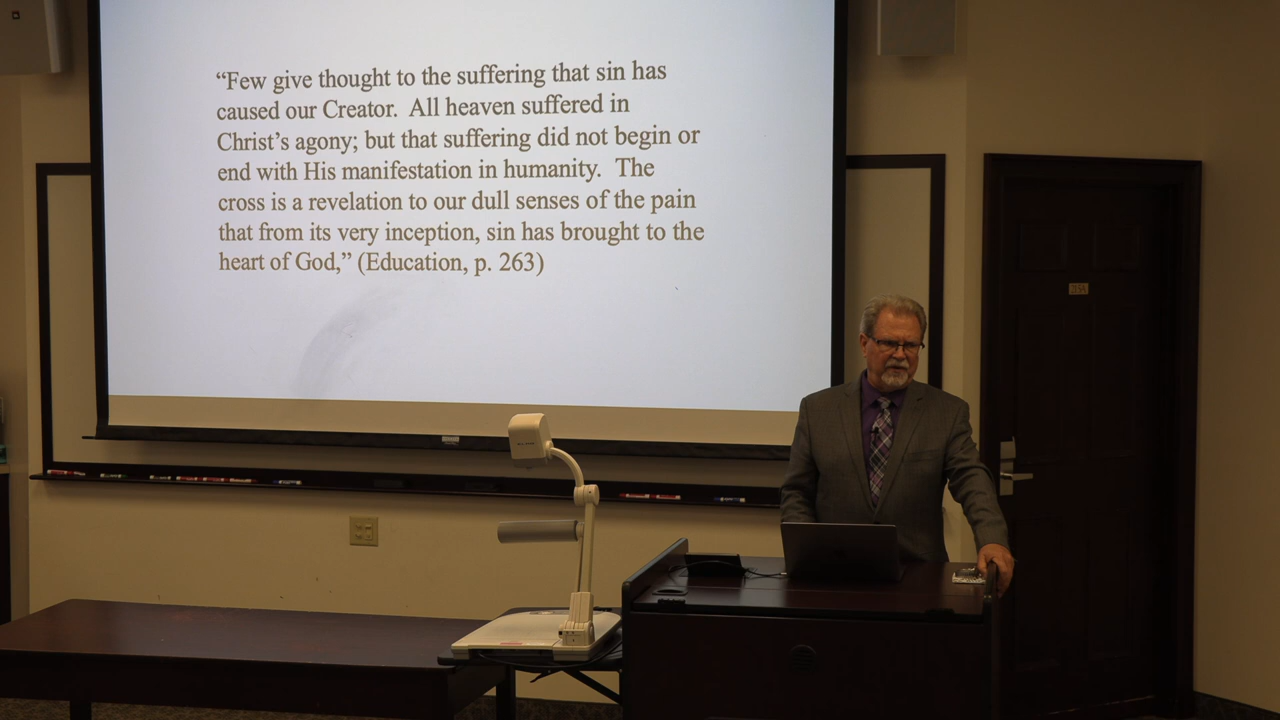 “Few give thought to the suffering that sin has
caused our Creator.  All heaven suffered in
Christ’s agony; but that suffering did not begin or
end with His manifestation in humanity.  The
cross is a revelation to our dull senses of the pain
that from its very inception, sin has brought to the
heart of God,” (Education, p. 263)